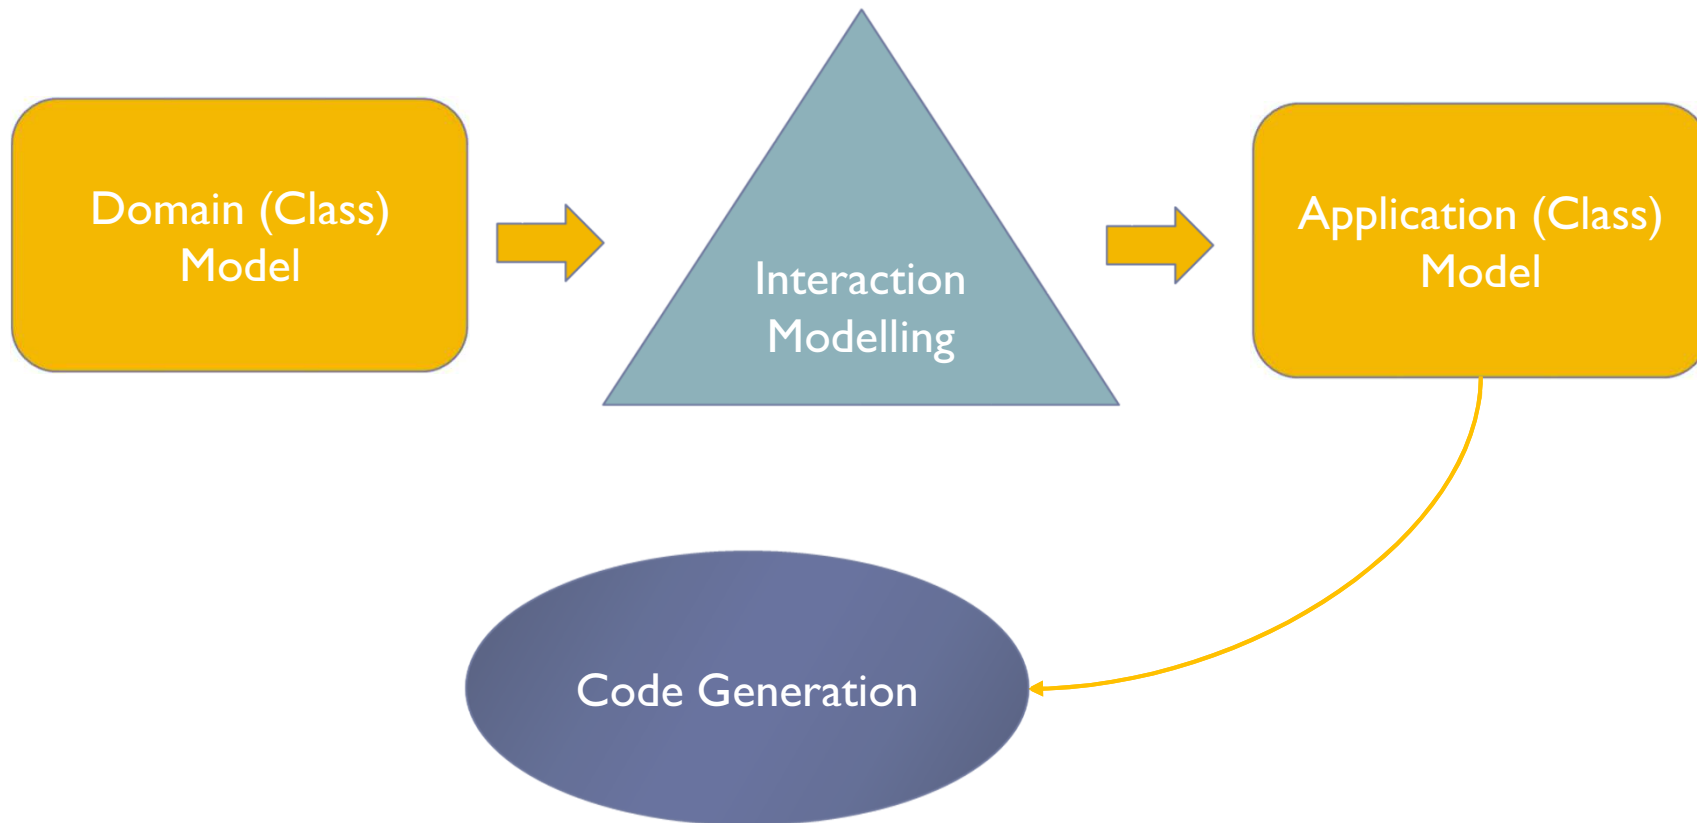 Domain (Class)
Model
Interaction
Modelling
Application (Class)
Model
Code Generation